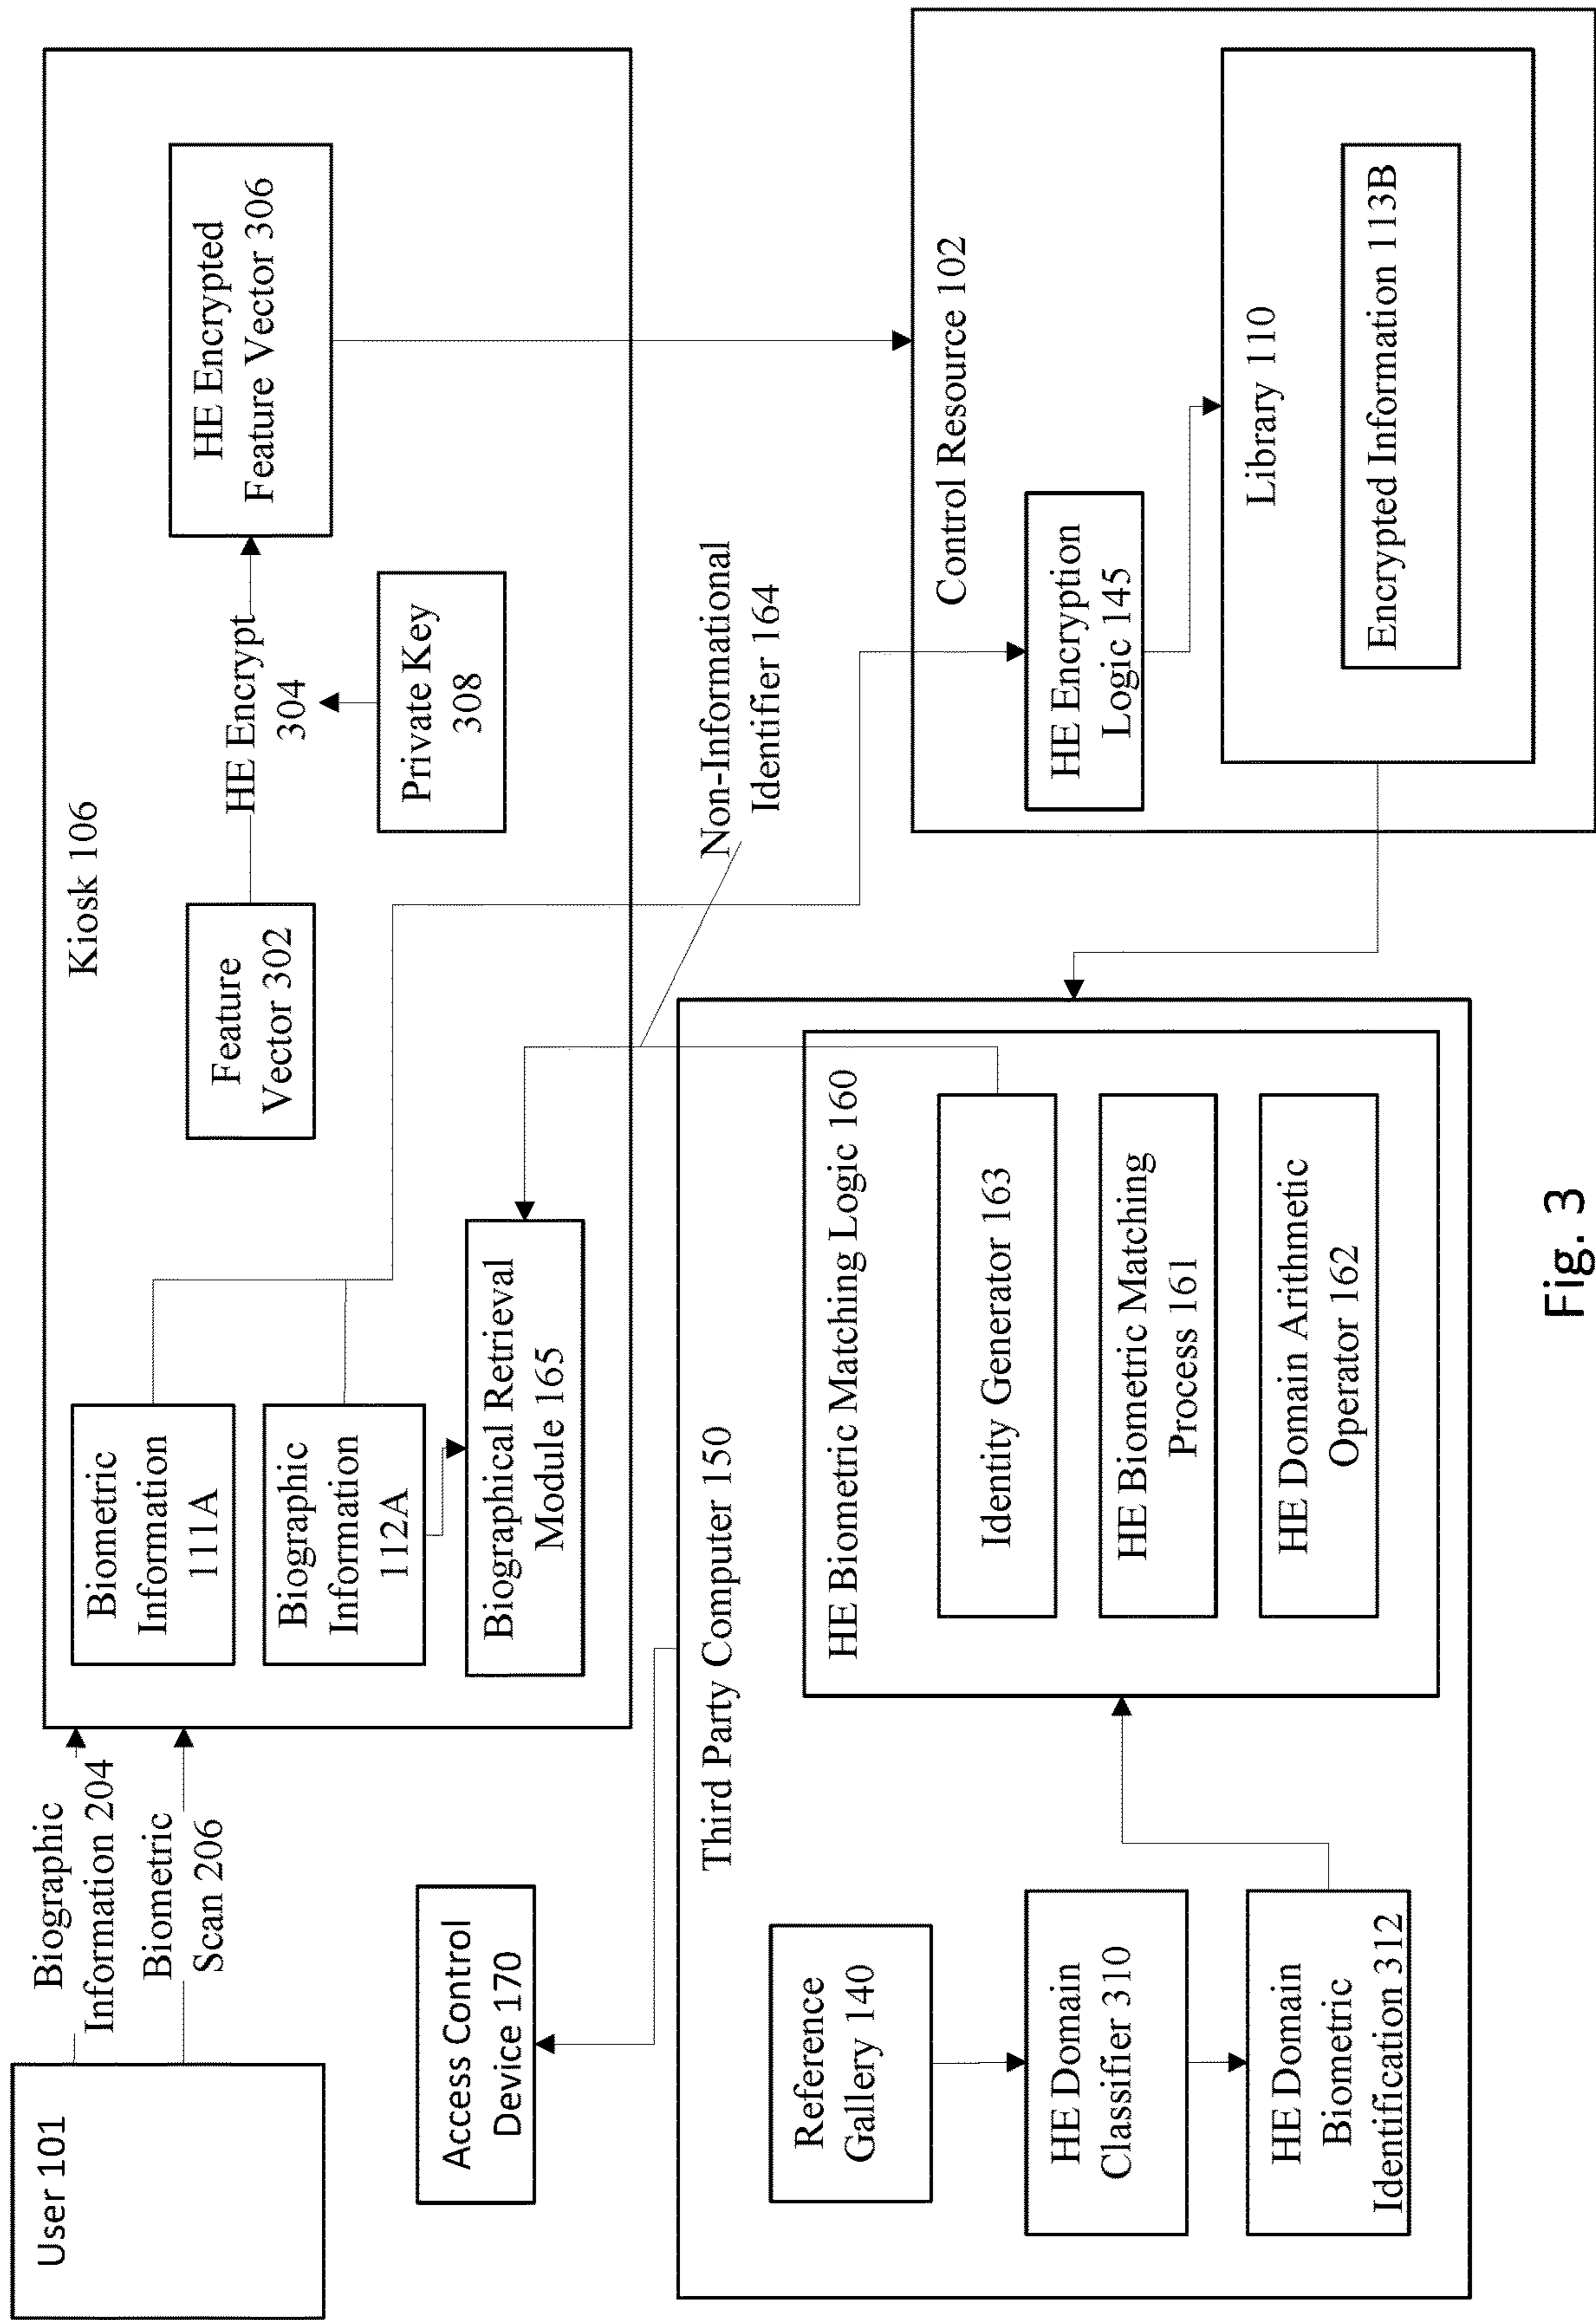 User 101
Biographic
Information 204
Biometric
Scan 206
Kiosk 106
Biometric
Information
111A
Biographic
Information
112A
Biographical Retrieval
Module 165
Feature
Vector 302
HE Encrypt
304
Private Key
308
HE Encrypted
Feature Vector 306
Access Control
Device 170
Non-Informational
Identifier 164
Third Party Computer 150
Reference
Gallery 140
HE Domain
Classifier 310
HE Domain
Biometric
Identification 312
HE Biometric Matching Logic 160
Identity Generator 163
HE Biometric Matching
Process 161
HE Domain Arithmetic
Operator 162
Control Resource 102
HE Encryption
Logic 145
Library 110
Encrypted Information 113B
Fig. 3